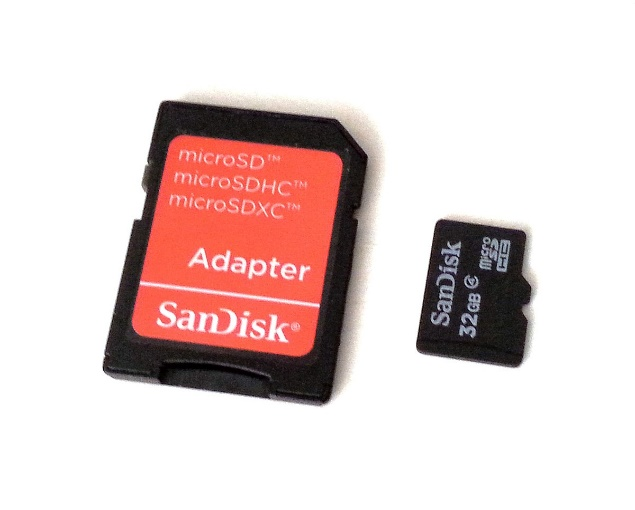 microSD™
microSDHC™
microSDXC™
Adapter
SanDisk®
SanDisk
32GB 4
micro
SD
HC